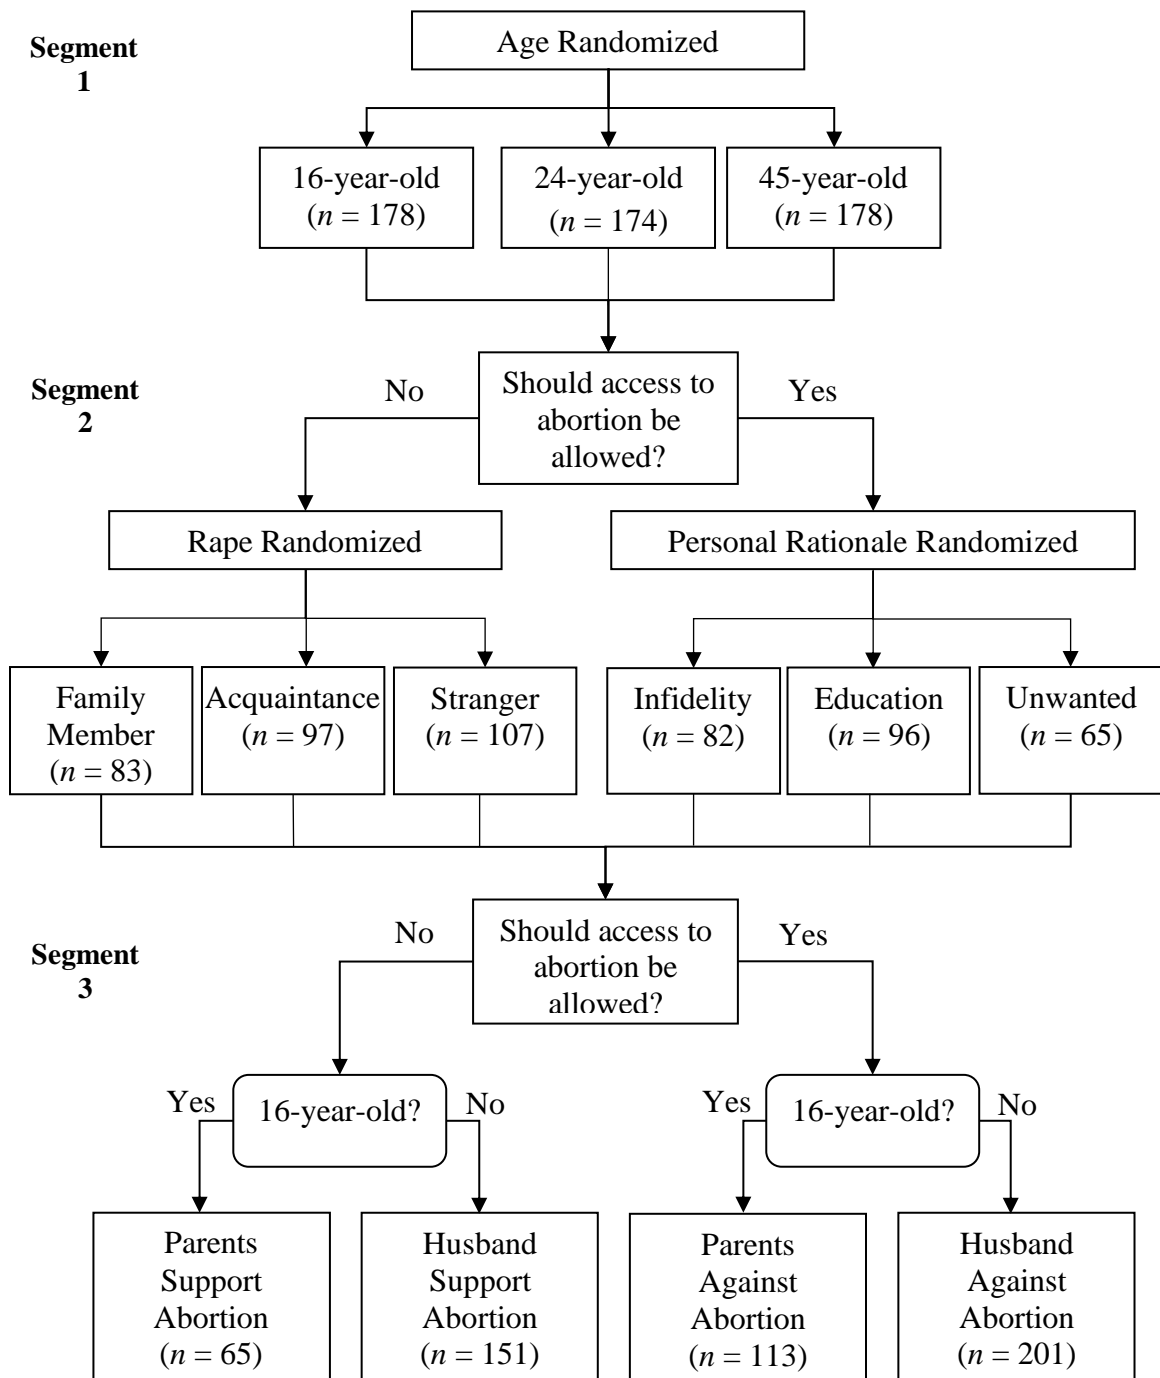 Segment
1
Age Randomized
16-year-old
(n = 178)
24-year-old
(n = 174)
45-year-old
(n = 178)
Segment
2
No
Should access to
abortion be
allowed?
Yes
Rape Randomized
Personal Rationale Randomized
Family
Member
(n = 83)
Acquaintance
(n = 97)
Stranger
(n = 107)
Infidelity
(n = 82)
Education
(n = 96)
Unwanted
(n = 65)
Segment
3
No
Should access to
abortion be
allowed?
Yes
Yes
16-year-old?
No
Yes
16-year-old?
No
Parents
Support
Abortion
(n = 65)
Husband
Support
Abortion
(n = 151)
Parents
Against
Abortion
(n = 113)
Husband
Against
Abortion
(n = 201)